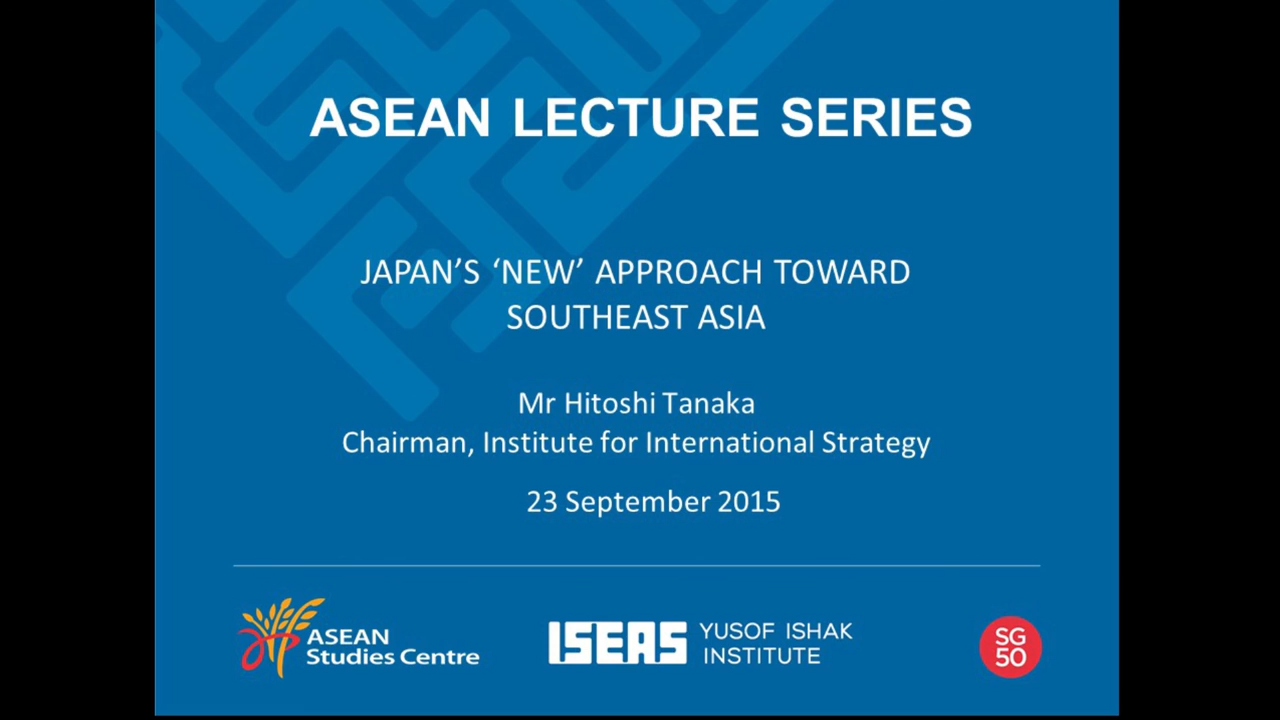 ASEAN LECTURE SERIES
JAPAN’S ‘NEW’ APPROACH TOWARD
SOUTHEAST ASIA
Mr Hitoshi Tanaka
Chairman, Institute for International Strategy
23 September 2015
ASEAN
Studies Centre
ISEAS
YUSOF ISHAK
INSTITUTE
SG
50